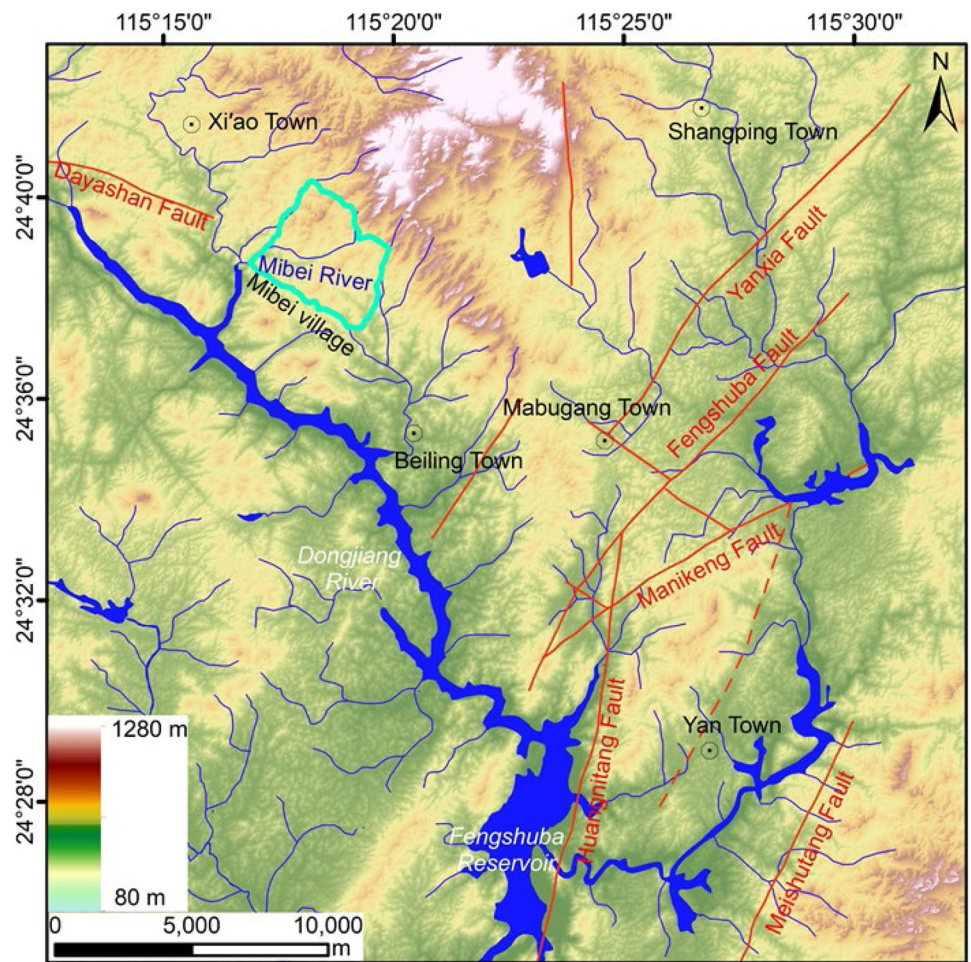 115°15'0"
115°20'0"
115°25'0"
115°30'0"
N
Xi'ao Town
Shangping Town
24°40'0"
Dayashan Fault
Yanxia Fault
Mibei River
Mibei village
24°36'0"
Mabugang Town
Fengshuba Fault
Beiling Town
Dongjiang
River
Manikeng Fault
24°32'0"
Yan Town
1280 m
Huangnitang Fault
24°28'0"
Fengshuba
Reservoir
Meishutang Fault
80 m
0
5,000
10,000
m